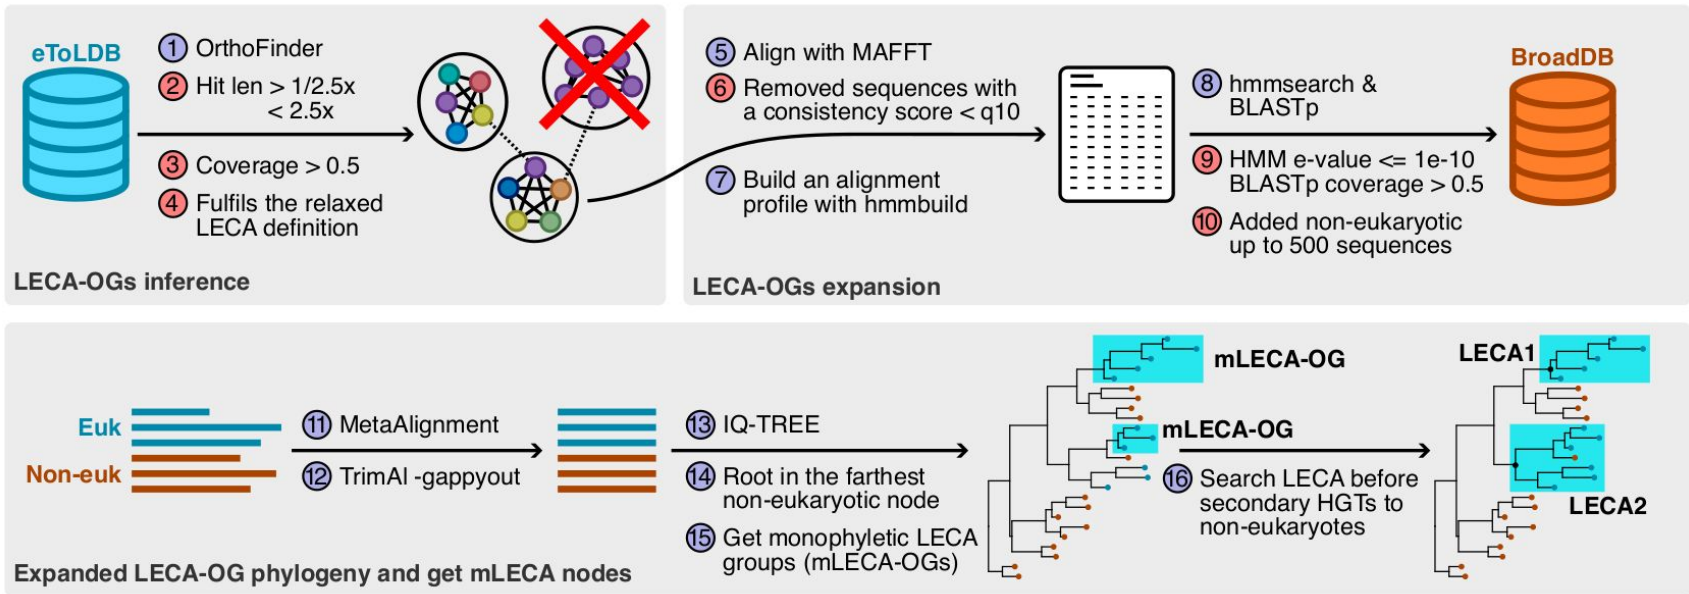 eToLDB
1 OrthoFinder
2 Hit len > 1/2.5x
< 2.5x
3 Coverage > 0.5
4 Fulfils the relaxed
LECA definition
LECA-OGs inference
5 Align with MAFFT
6 Removed sequences with
a consistency score < q10
7 Build an alignment
profile with hmmbuild
8 hmmsearch &
BLASTp
9 HMM e-value <= 1e-10
BLASTp coverage > 0.5
10 Added non-eukaryotic
up to 500 sequences
BroadDB
LECA-OGs expansion
Euk
Non-euk
11 MetaAlignment
12 TrimAl -gappyout
13 IQ-TREE
14 Root in the farthest
non-eukaryotic node
15 Get monophyletic LECA
groups (mLECA-OGs)
mLECA-OG
mLECA-OG
16 Search LECA before
secondary HGTs to
non-eukaryotes
LECA1
LECA2
Expanded LECA-OG phylogeny and get mLECA nodes